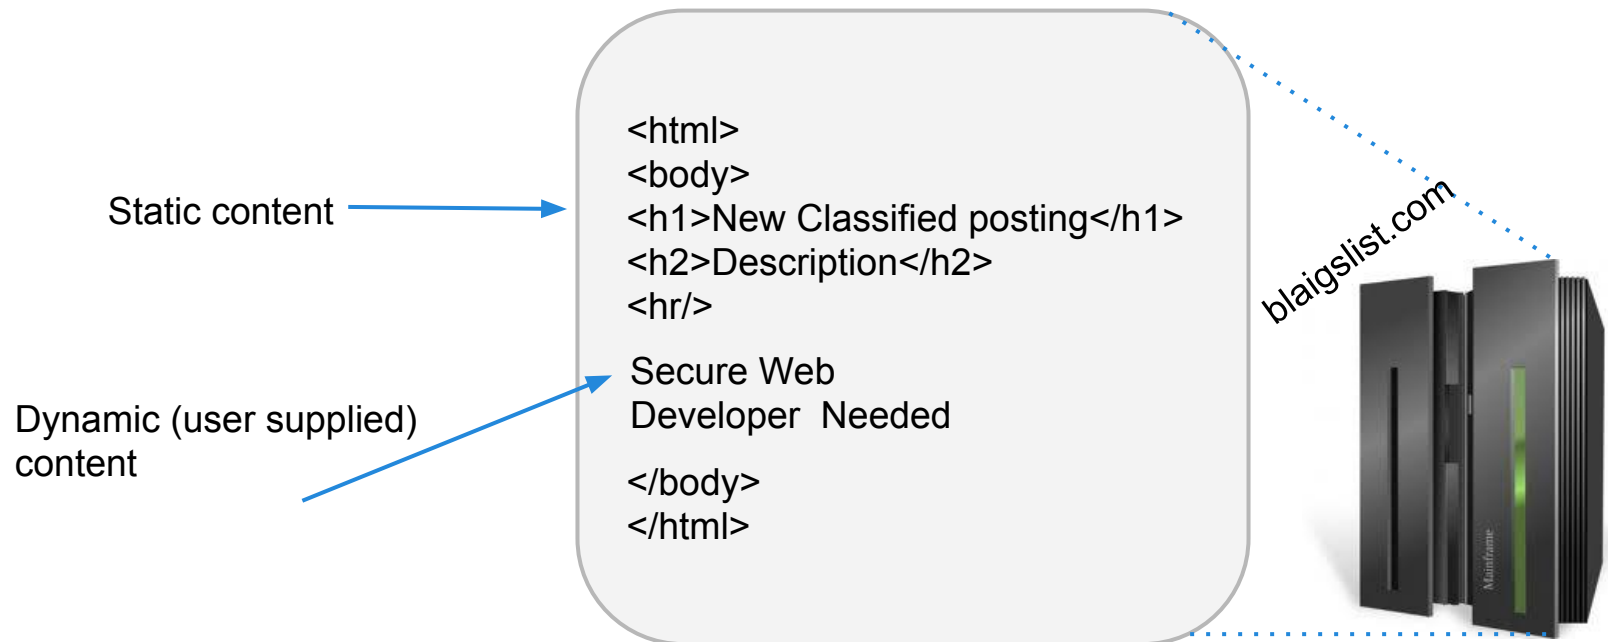 Static content
Dynamic (user supplied)
content
<html>
<body>
<h1>New Classified posting</h1>
<h2>Description</h2>
<hr/>
Secure Web
Developer  Needed
</body>
</html>
blaigslist.com
Mainframe